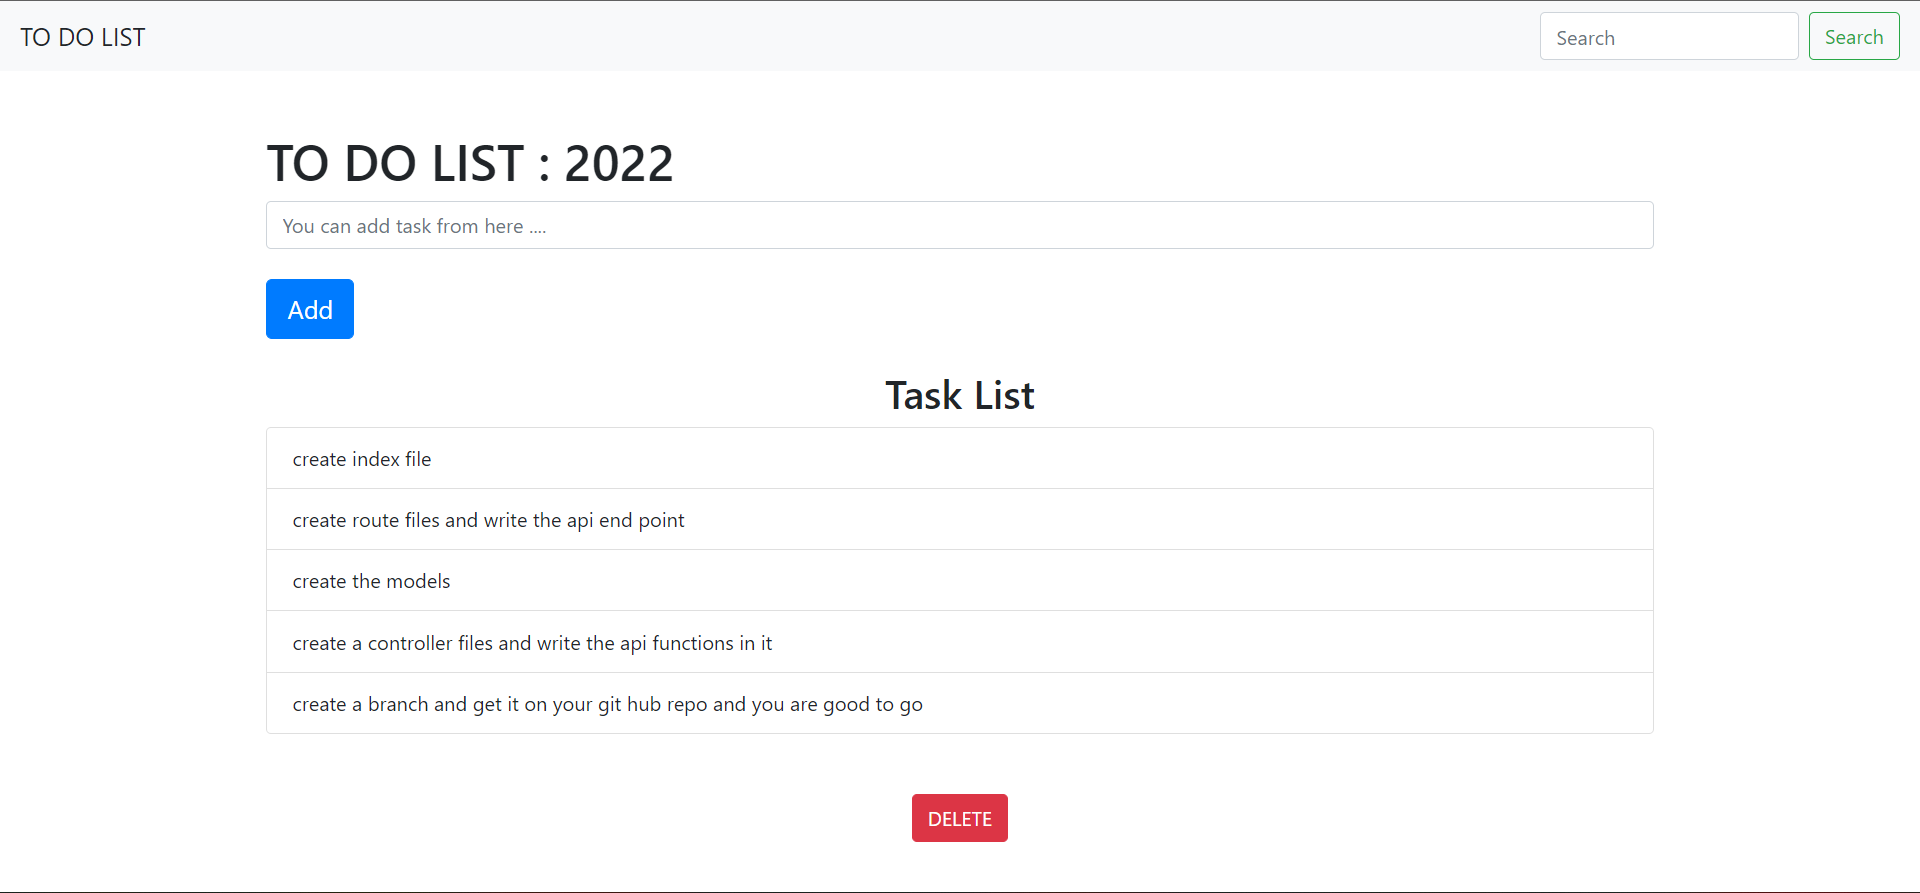 TO DO LIST
Search
Search
TO DO LIST : 2022
You can add task from here ....
Add
Task List
create index file
create route files and write the api end point
create the models
create a controller files and write the api functions in it
create a branch and get it on your git hub repo and you are good to go
DELETE